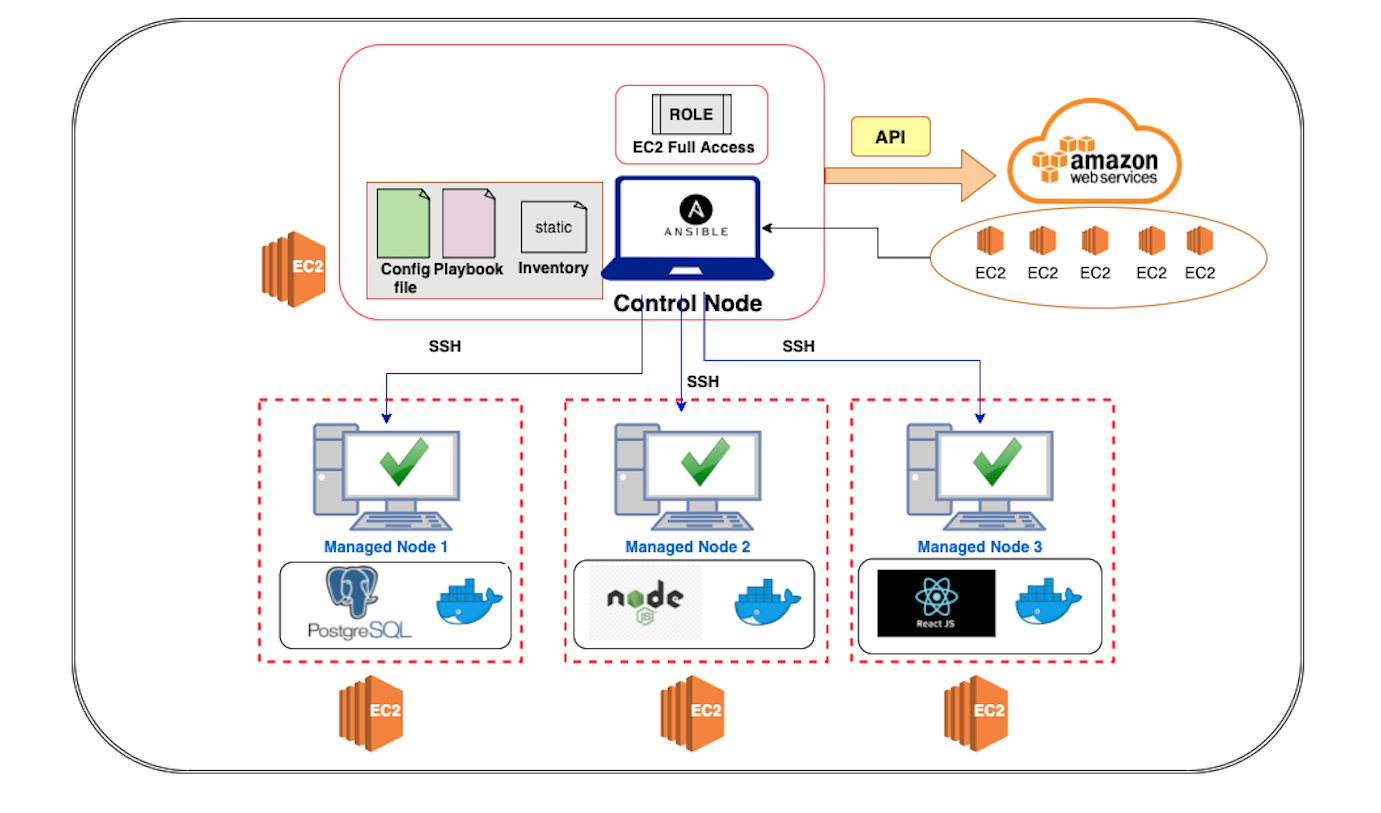 ROLE
EC2 Full Access
API
amazon
web services
static
ANSIBLE
Config
file
Playbook
Inventory
EC2
Control Node
EC2 EC2 EC2 EC2 EC2
SSH
SSH
SSH
Managed Node 1
Managed Node 2
Managed Node 3
PostgreSQL
node
JS
React JS
EC2
EC2
EC2